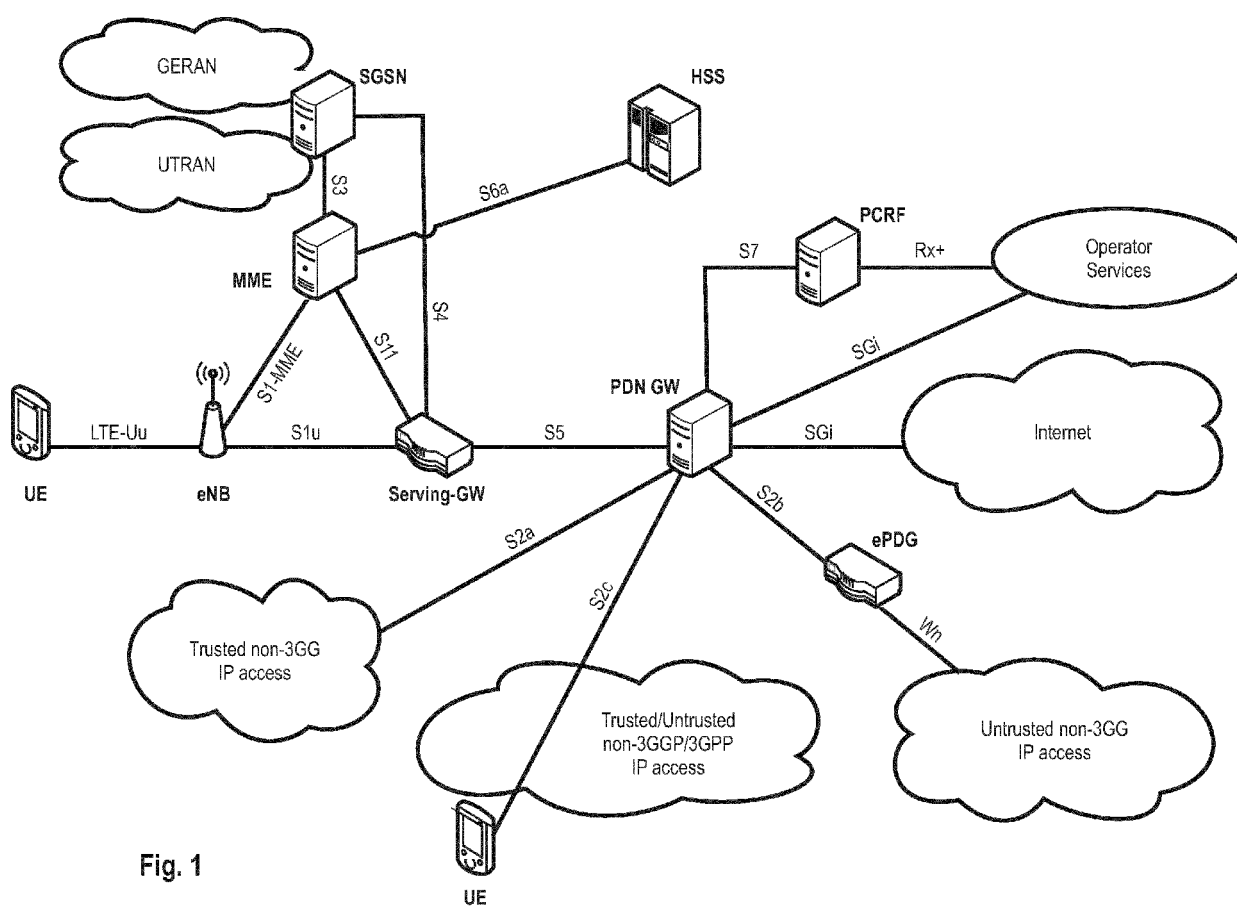 GERAN
SGSN
HSS
UTRAN
S3
S6a
PCRF
S7
Rx+
Operator
Services
MME
S4
S11
S1-MME
SGi
PDN GW
LTE-Uu
S1u
S5
SGi
Internet
UE
eNB
Serving-GW
S2b
ePDG
S2a
S2c
Wn
Trusted non-3GG
IP access
Trusted/Untrusted
non-3GGP/3GPP
IP access
Untrusted non-3GG
IP access
Fig. 1
UE